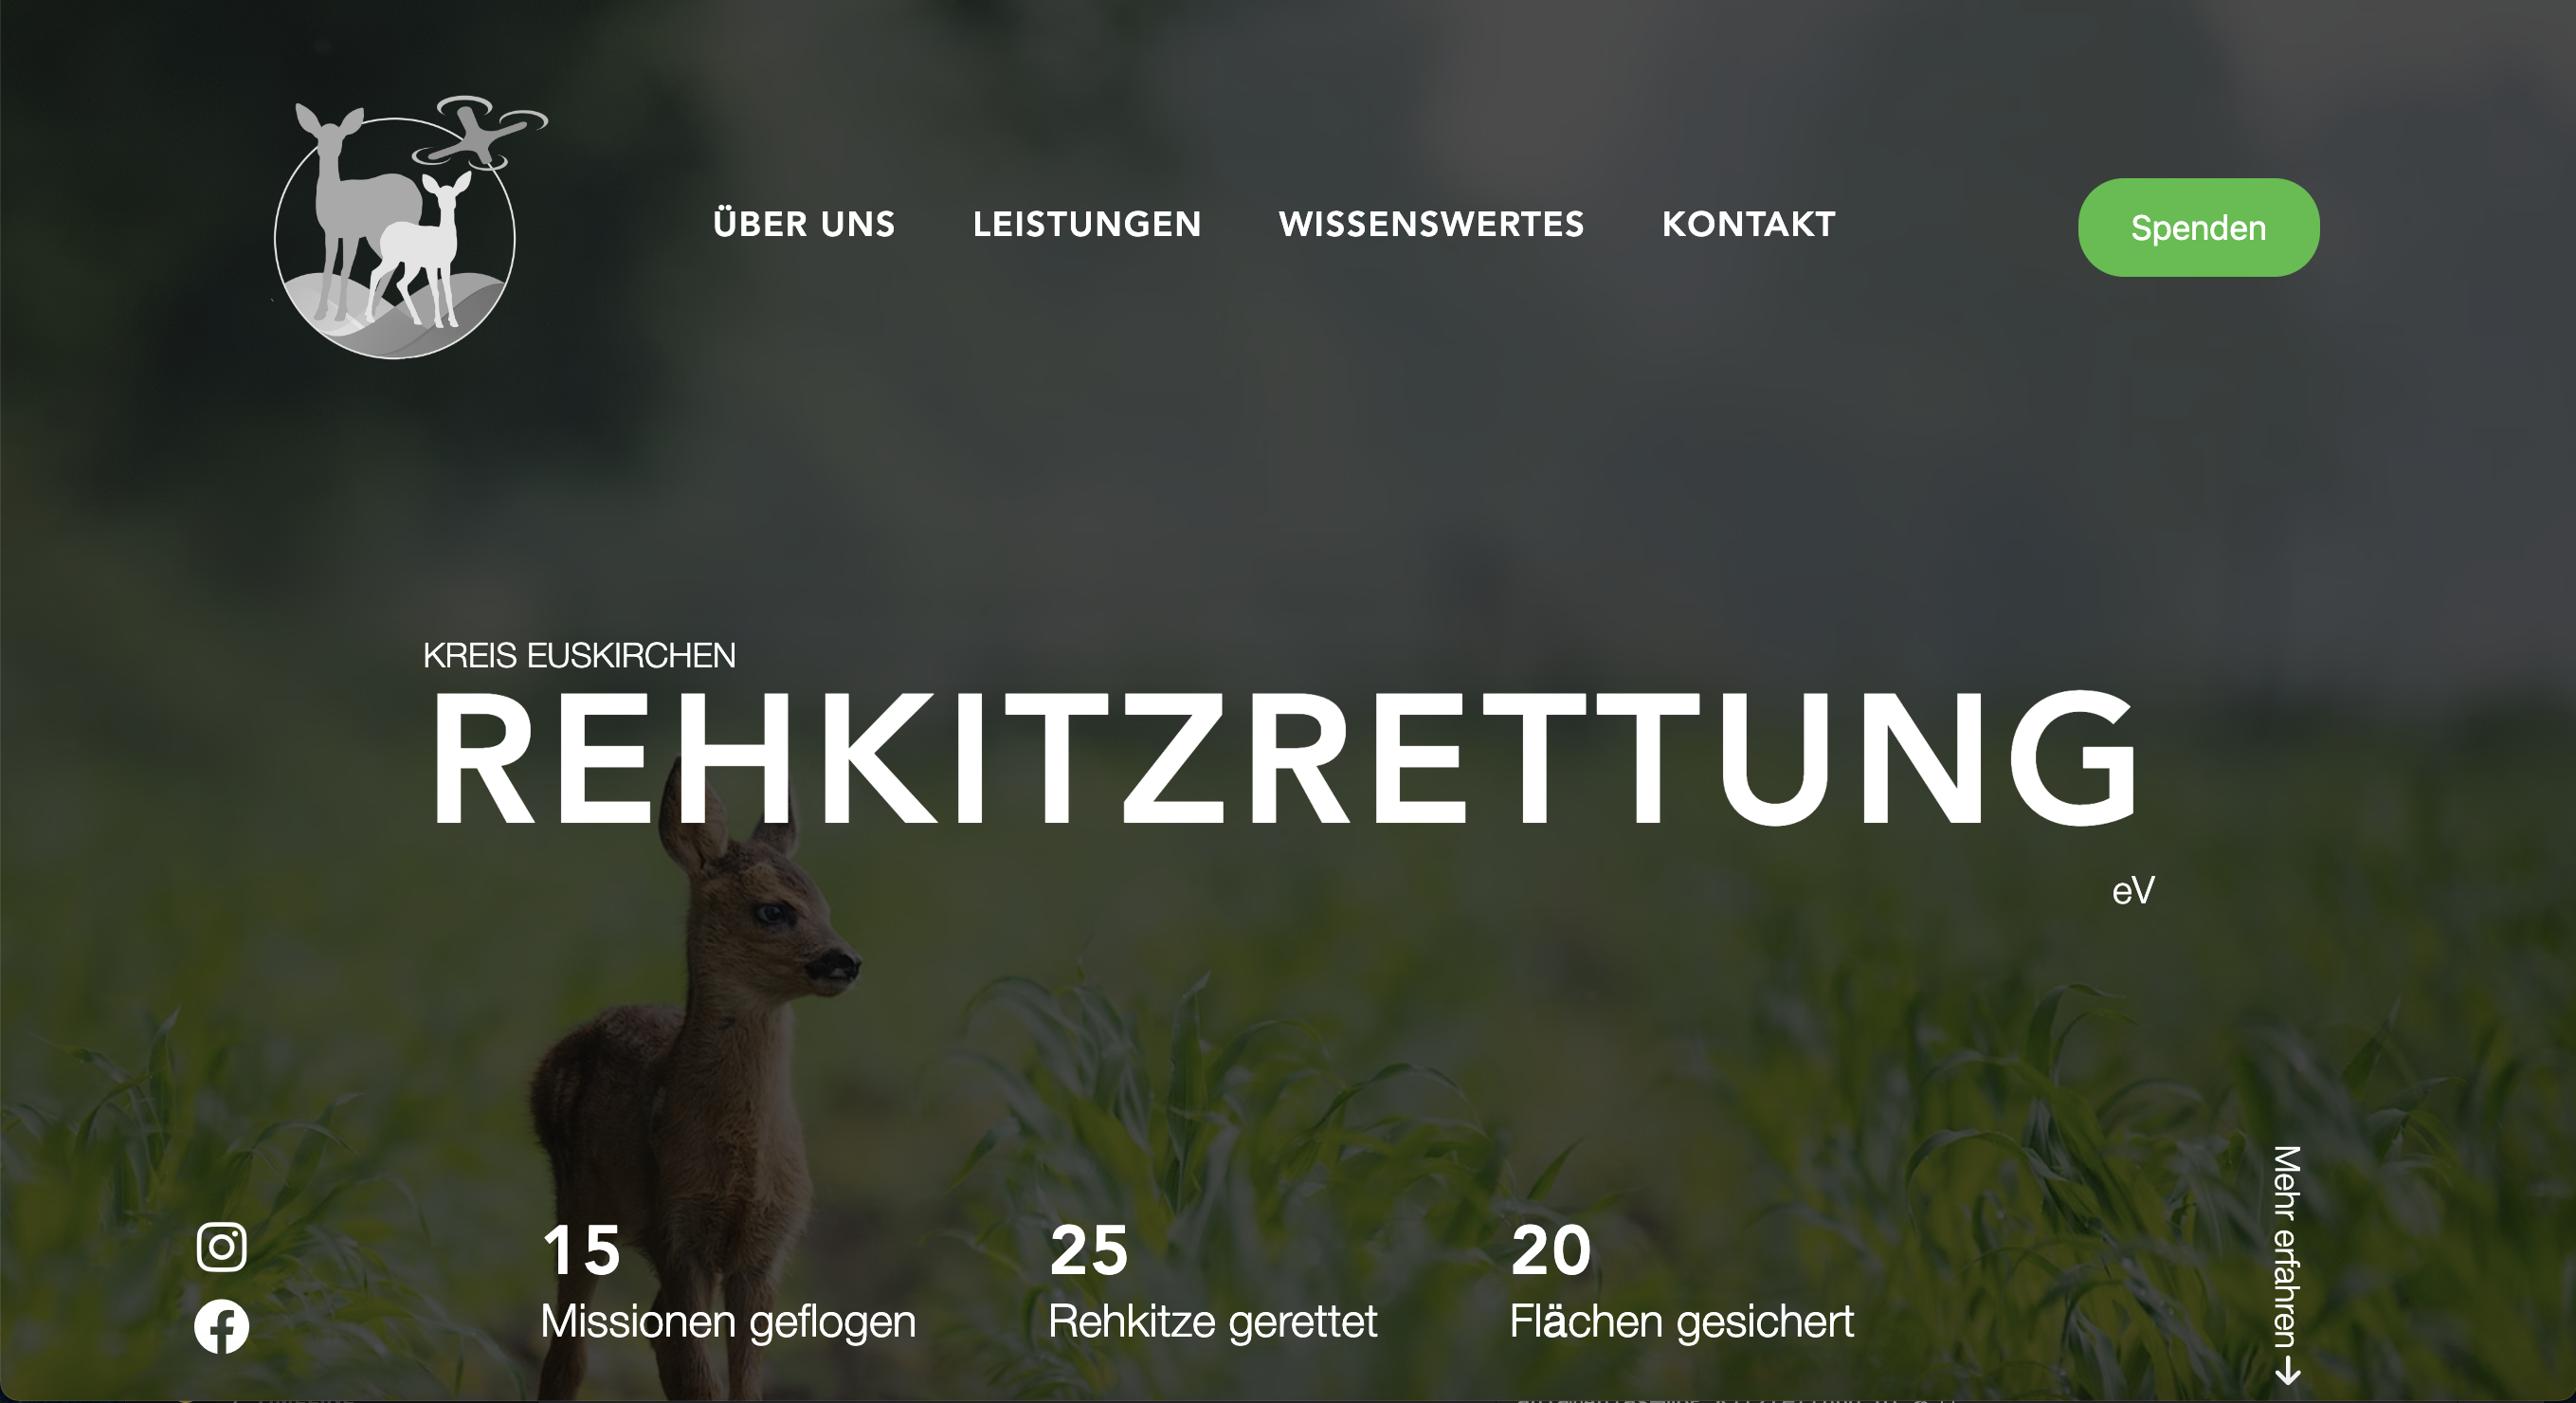 ÜBER UNS
LEISTUNGEN
WISSENSWERTES
KONTAKT
Spenden
KREIS EUSKIRCHEN
REHKITZRETTUNG
eV
15
Missionen geflogen
25
Rehkitze gerettet
20
Flächen gesichert
Mehr erfahren